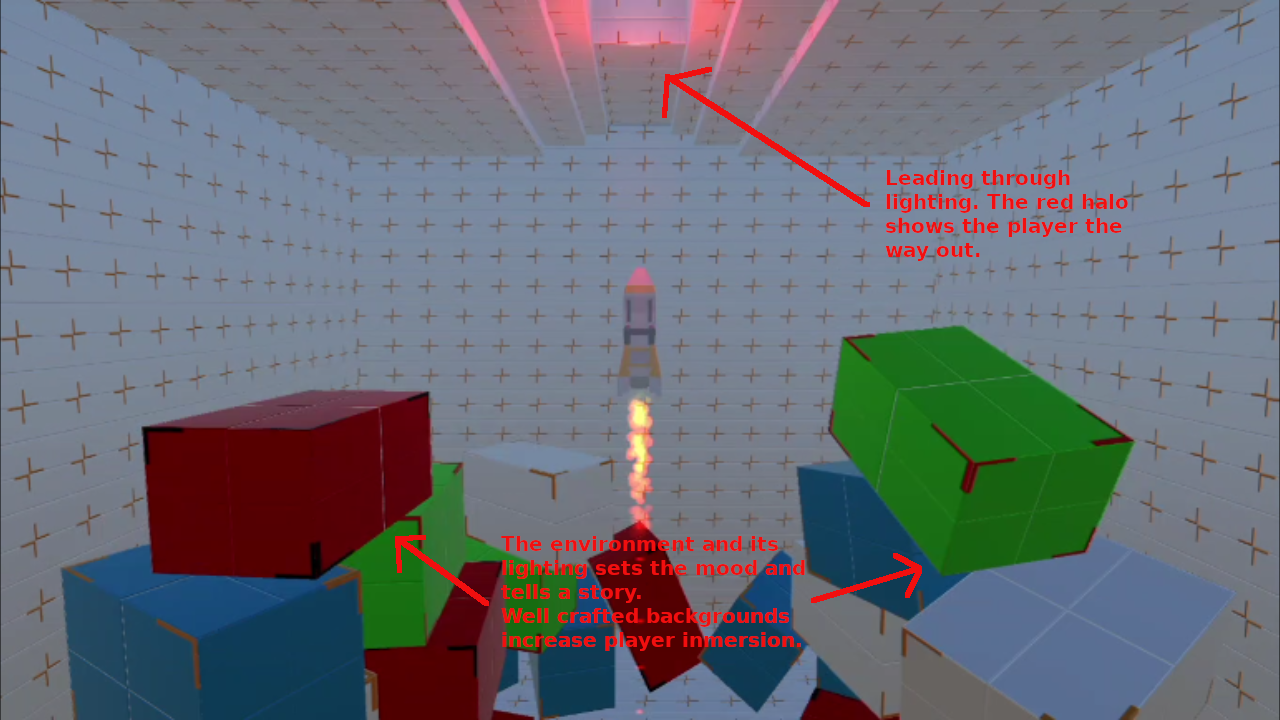 Leading through
lighting. The red halo
shows the player the
way out.
The environment and its
lighting sets the mood and
tells a story.
Well crafted backgrounds
increase player inmersion.